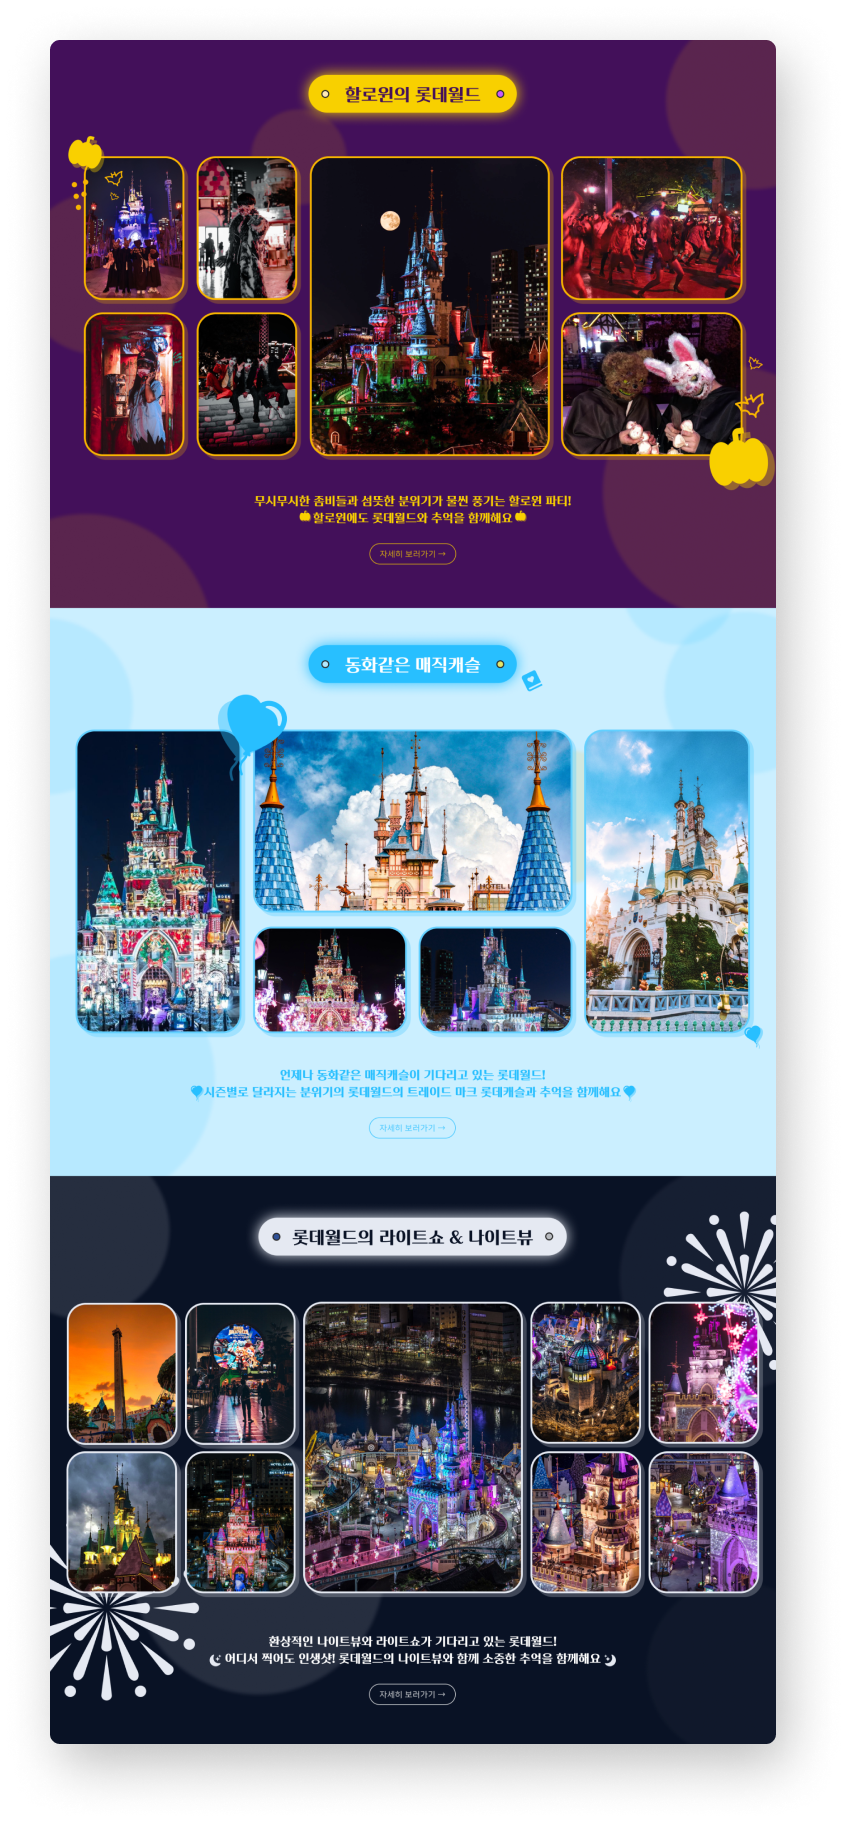 할로윈의 롯데월드
무시무시한 좀비들과 섬뜻한 분위기가 물씬 풍기는 할로윈 파티!
할로윈에도 롯데월드와 추억을 함께해요
자세히 보러가기 →
동화같은 매직캐슬
HOTEL L
언제나 동화같은 매직캐슬이 기다리고 있는 롯데월드!
시즌별로 달라지는 분위기의 롯데월드의 트레이드 마크 롯데캐슬과 추억을 함께해요
자세히 보러가기 →
롯데월드의 라이트쇼 & 나이트뷰
환상적인 나이트뷰와 라이트쇼가 기다리고 있는 롯데월드!
어디서 찍어도 인생샷! 롯데월드의 나이트뷰와 함께 소중한 추억을 함께해요
자세히 보러가기 →